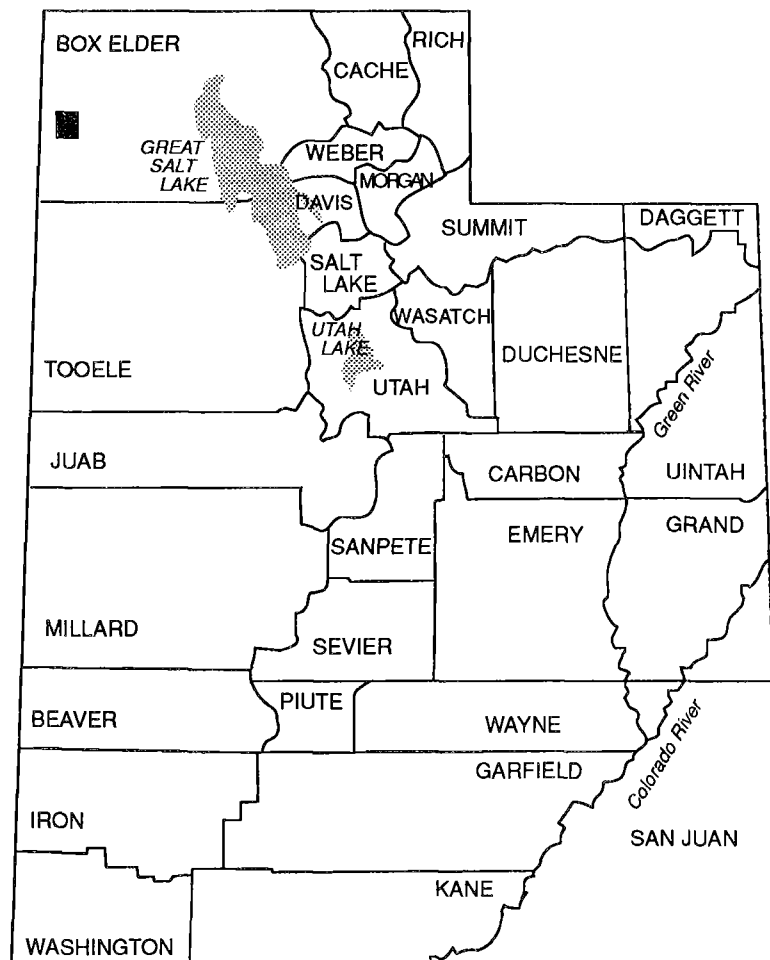 BOX ELDER
RICH
CACHE
GREAT
SALT
LAKE
WEBER
MORGAN
DAVIS
SUMMIT
DAGGETT
SALT
LAKE
WASATCH
UTAH
LAKE
TOOELE
DUCHESNE
UTAH
Green River
JUAB
CARBON
UINTAH
SANPETE
EMERY
GRAND
MILLARD
SEVIER
PIUTE
BEAVER
WAYNE
Colorado River
GARFIELD
IRON
SAN JUAN
KANE
WASHINGTON